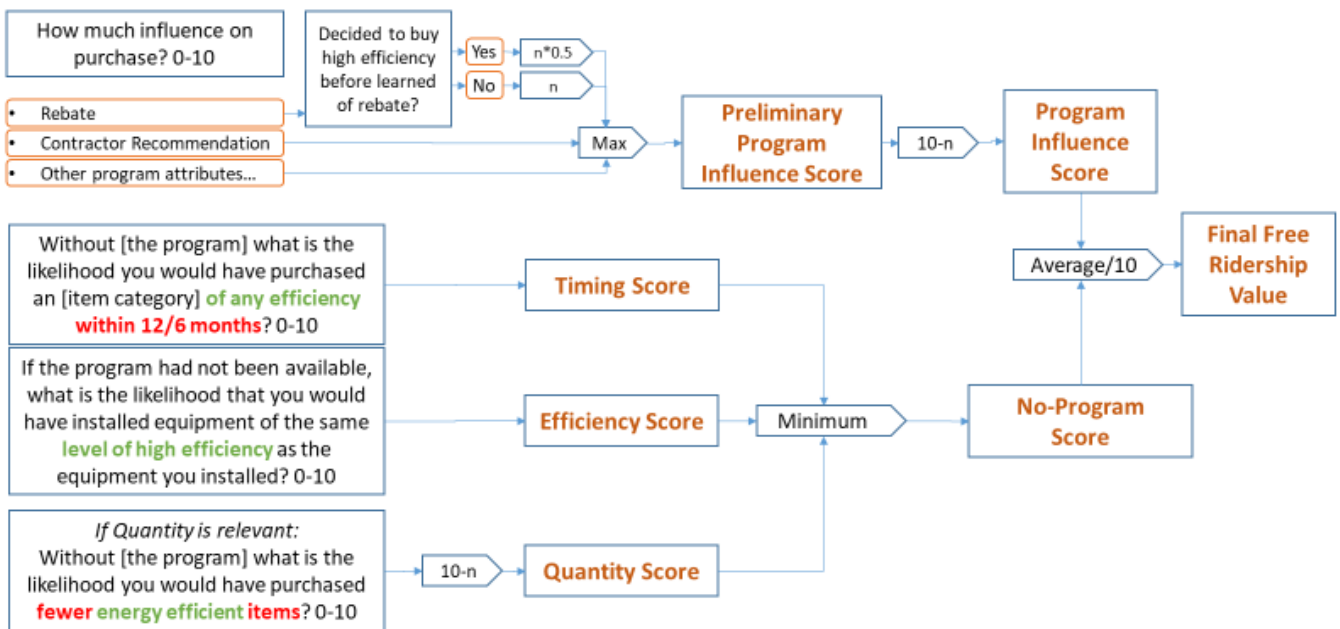 How much influence on
purchase? 0-10
Decided to buy
high efficiency
before learned
of rebate?
Yes
n*0.5
No
n
• Rebate
• Contractor Recommendation
• Other program attributes...
Max
Preliminary
Program
Influence Score
10-n
Program
Influence
Score
Without [the program] what is the
likelihood you would have purchased
an [item category] of any efficiency
within 12/6 months? 0-10
Timing Score
Average/10
Final Free
Ridership
Value
If the program had not been available,
what is the likelihood that you would
have installed equipment of the same
level of high efficiency as the
equipment you installed? 0-10
Efficiency Score
Minimum
No-Program
Score
If Quantity is relevant:
Without [the program] what is the
likelihood you would have purchased
fewer energy efficient items? 0-10
10-n
Quantity Score